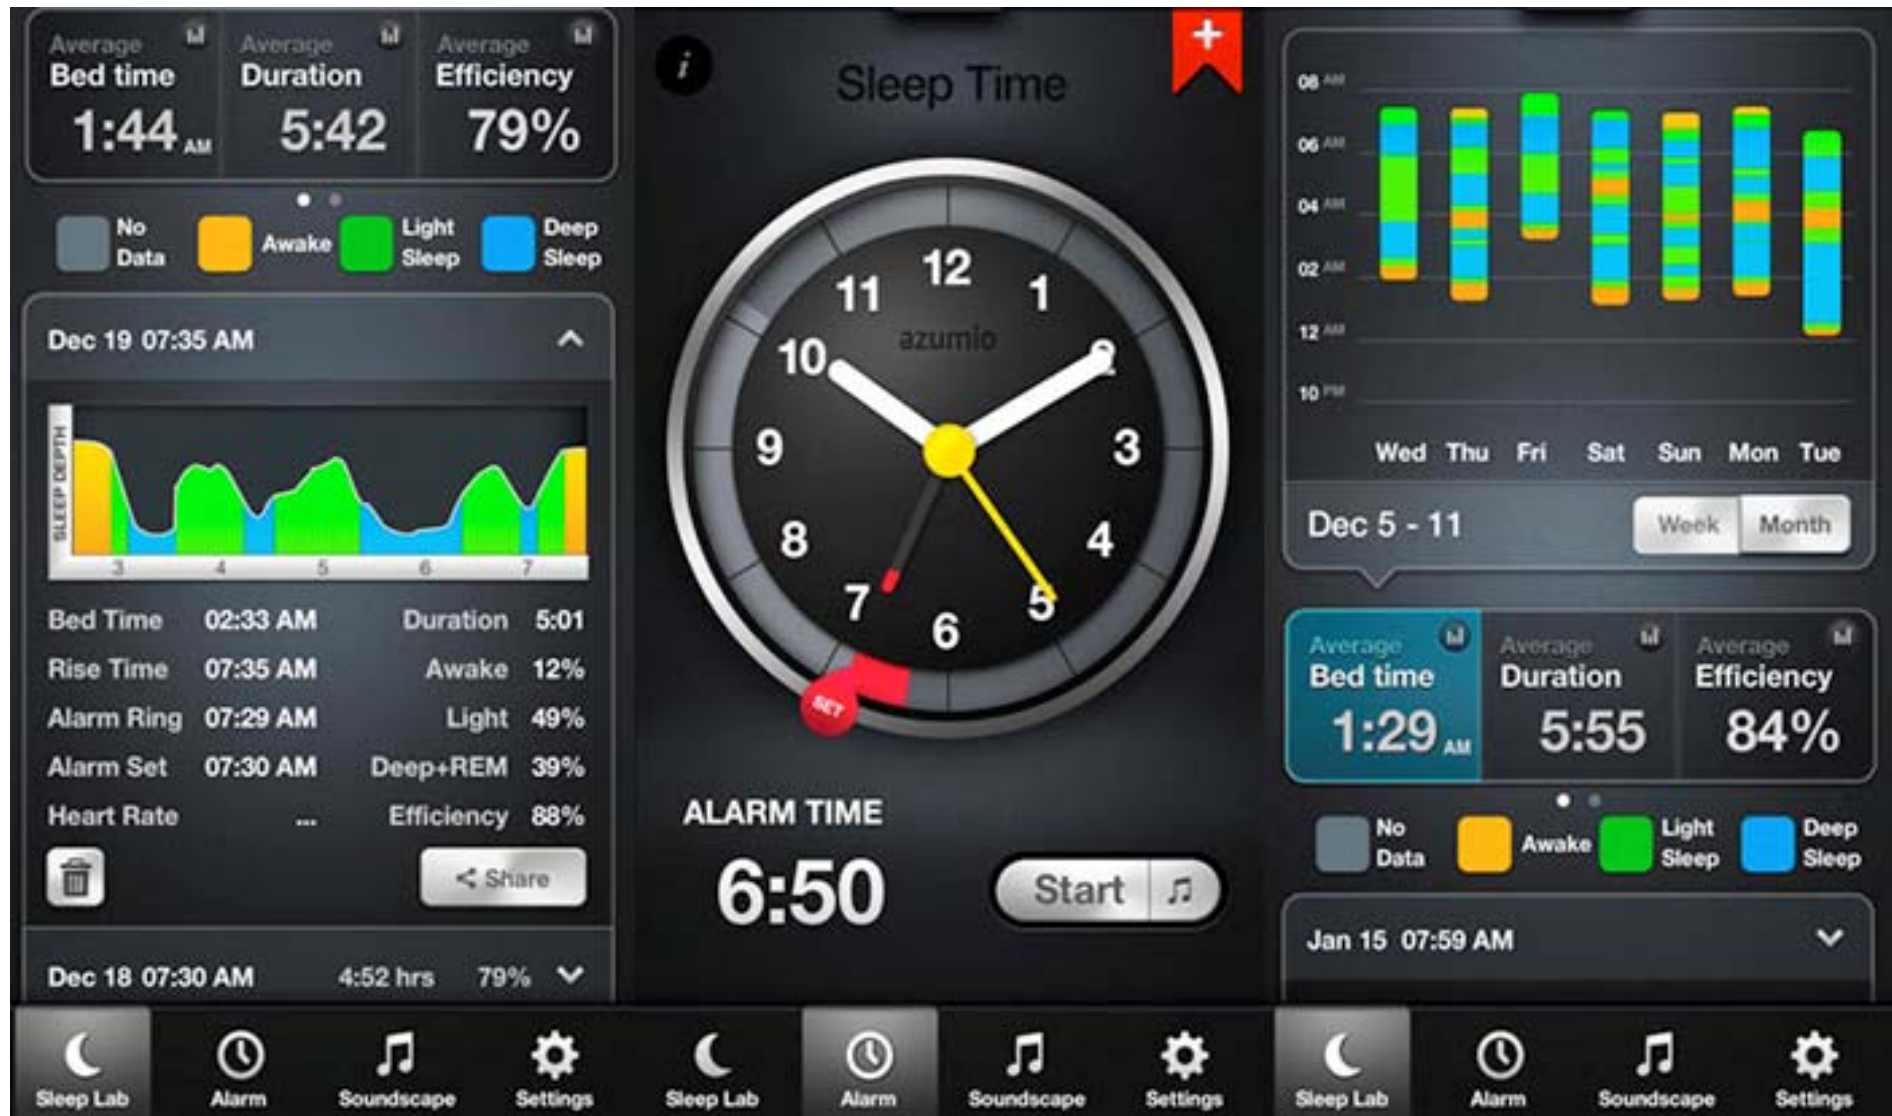 Average Average Average
Bed time Duration Efficiency
1:44 AM 5:42 79%
No Data Awake Light Sleep Deep Sleep
Dec 19 07:35 AM
SLEEP DEPTH
3 4 5 6 7
Bed Time 02:33 AM Duration 5:01
Rise Time 07:35 AM Awake 12%
Alarm Ring 07:29 AM Light 49%
Alarm Set 07:30 AM Deep+REM 39%
Heart Rate ... Efficiency 88%
Share
Dec 18 07:30 AM 4:52 hrs 79%
Sleep Lab Alarm Soundscape Settings
i
Sleep Time
+
12
11 1
azumio
10 2
9 3
8 4
7 5
6
SET
ALARM TIME
6:50
Start
Sleep Lab Alarm Soundscape Settings
08 AM
06 AM
04 AM
02 AM
12 AM
10 PM
Wed Thu Fri Sat Sun Mon Tue
Dec 5 - 11 Week Month
Average Average Average
Bed time Duration Efficiency
1:29 AM 5:55 84%
No Data Awake Light Sleep Deep Sleep
Jan 15 07:59 AM
Sleep Lab Alarm Soundscape Settings